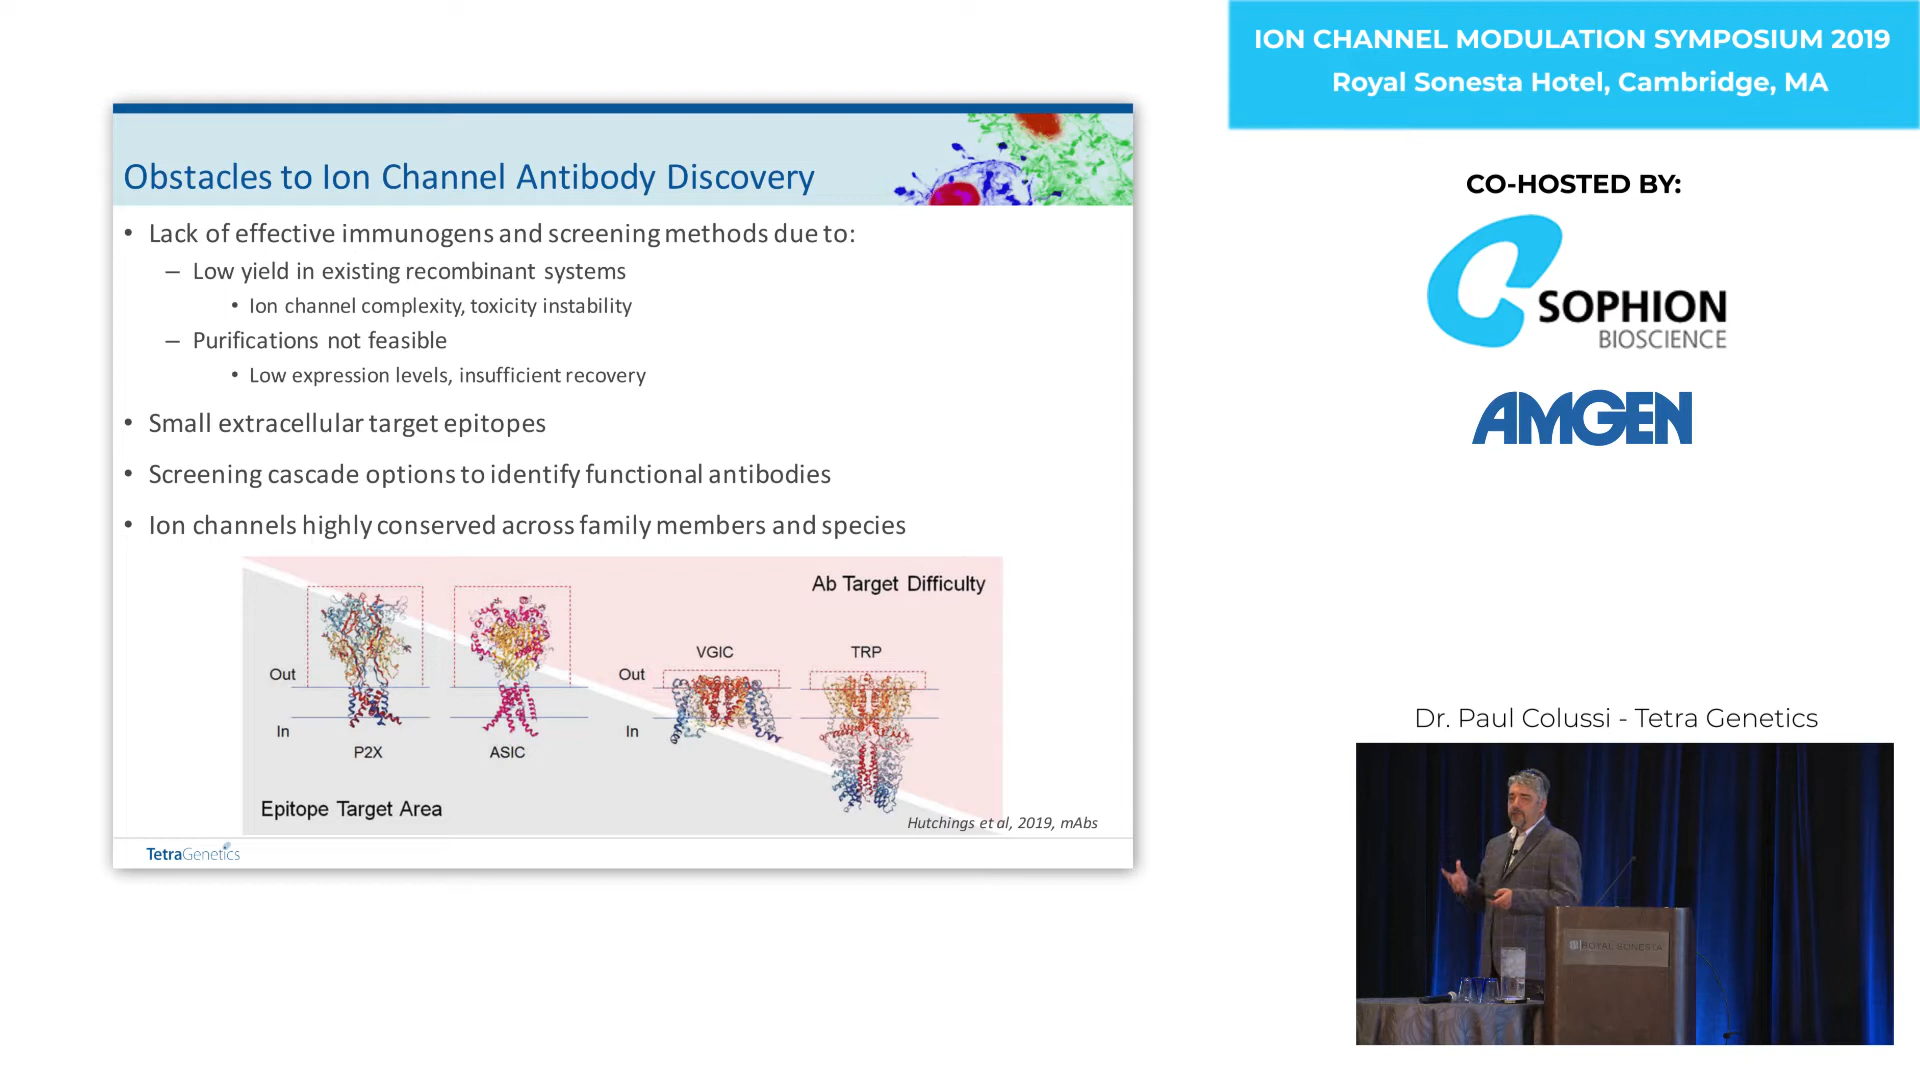 ION CHANNEL MODULATION SYMPOSIUM 2019
Royal Sonesta Hotel, Cambridge, MA
CO-HOSTED BY:
SOPHION
BIOSCIENCE
AMGEN
Obstacles to Ion Channel Antibody Discovery
• Lack of effective immunogens and screening methods due to:
– Low yield in existing recombinant systems
• Ion channel complexity, toxicity instability
– Purifications not feasible
• Low expression levels, insufficient recovery
• Small extracellular target epitopes
• Screening cascade options to identify functional antibodies
• Ion channels highly conserved across family members and species
Ab Target Difficulty
VGIC
TRP
Out
Out
In
In
P2X
ASIC
Epitope Target Area
Hutchings et al, 2019, mAbs
TetraGenetics
Dr. Paul Colussi - Tetra Genetics
ROYAL SONESTA